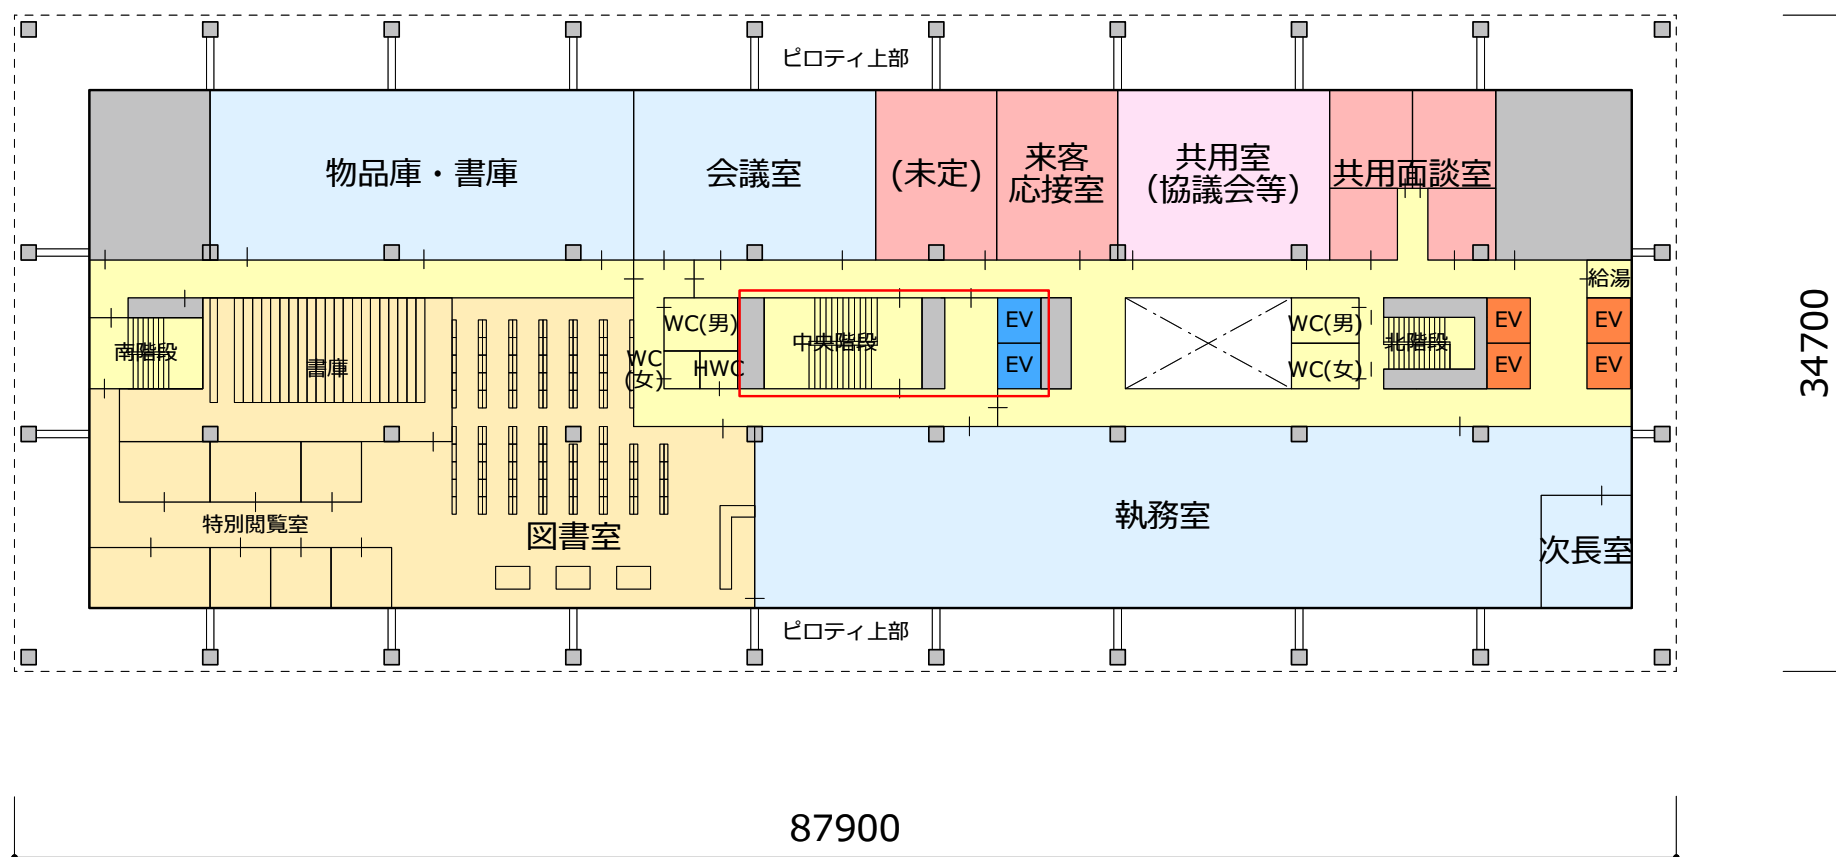 ピロティ上部
物品庫・書庫
会議室
(未定)
来客
応接室
共用室
(協議会等)
共用面談室
給湯
南階段
書庫
WC(男)
WC
(女)
HWC
中央階段
EV
EV
WC(男)
WC(女)
北階段
EV
EV
EV
EV
特別閲覧室
図書室
執務室
次長室
ピロティ上部
34700
87900